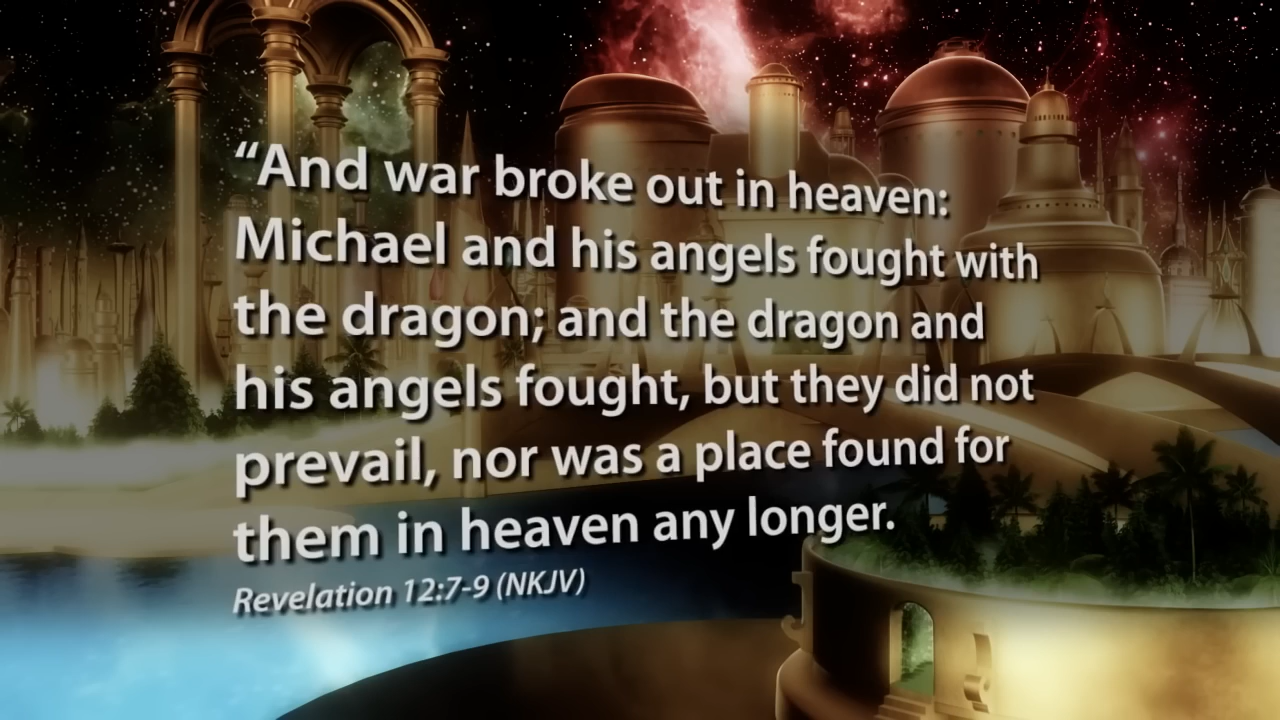 “And war broke out in heaven:
Michael and his angels fought with
the dragon; and the dragon and
his angels fought, but they did not
prevail, nor was a place found for
them in heaven any longer.
Revelation 12:7-9 (NKJV)